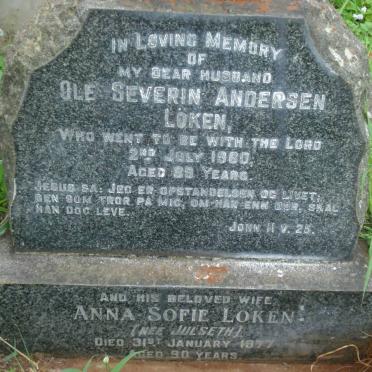 IN LOVING MEMORY
OF
MY DEAR HUSBAND
OLE SEVERIN ANDERSEN
LOKEN,
WHO WENT TO BE WITH THE LORD
2ND JULY 1960.
AGED 89 YEARS.
JESUS SA: JEG ER OPSTANDELSEN OG LIVET;
DEN SOM TROR PA MIG, OM HAN ENN DØR, SKAL
HAN DOG LEVE.
JOHN 11 V. 25.
AND HIS BELOVED WIFE
ANNA SOFIE LOKEN
(NEE JULSETH)
DIED 31ST JANUARY 1977
AGED 90 YEARS.